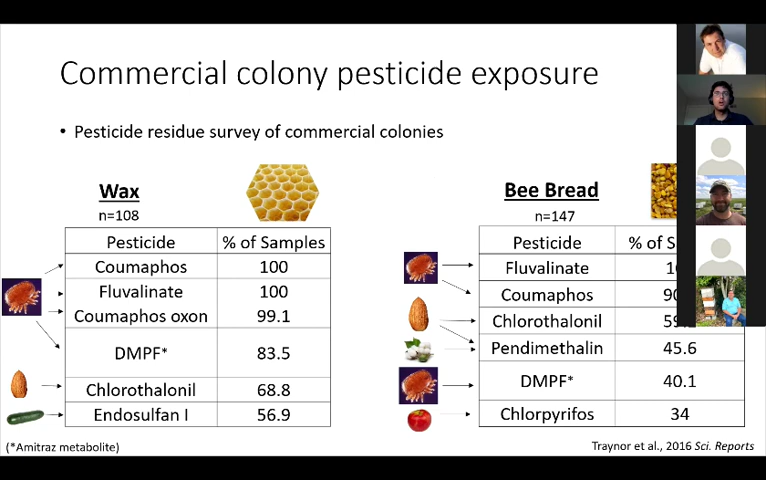 Commercial colony pesticide exposure
• Pesticide residue survey of commercial colonies
Wax
n=108
Pesticide % of Samples
Coumaphos 100
Fluvalinate 100
Coumaphos oxon 99.1
DMPF* 83.5
Chlorothalonil 68.8
Endosulfan I 56.9
(*Amitraz metabolite)
Bee Bread
n=147
Pesticide % of S
Fluvalinate
Coumaphos
Chlorothalonil
Pendimethalin 45.6
DMPF* 40.1
Chlorpyrifos 34
Traynor et al., 2016 Sci. Reports